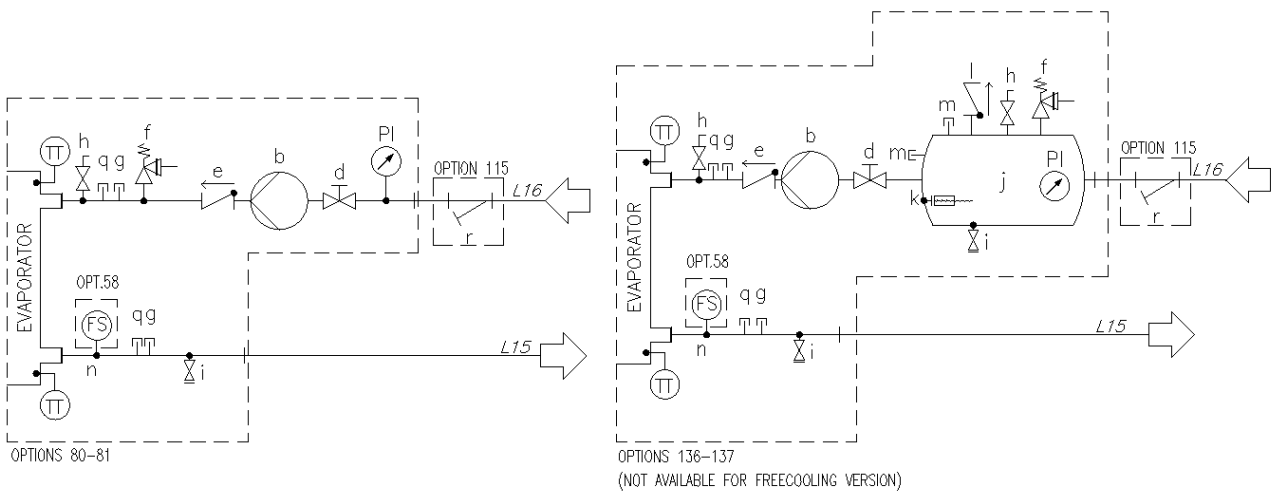 TT
h
q g
f
e
b
d
PI
OPTION 115
L16
r
EVAPORATOR
OPT.58
FS
n
q g
i
L15
TT
OPTIONS 80-81
TT
h
q g
e
b
d
m
l
h
f
m
k
j
PI
i
OPTION 115
L16
r
EVAPORATOR
OPT.58
FS
n
q g
i
L15
TT
OPTIONS 136-137
(NOT AVAILABLE FOR FREECOOLING VERSION)